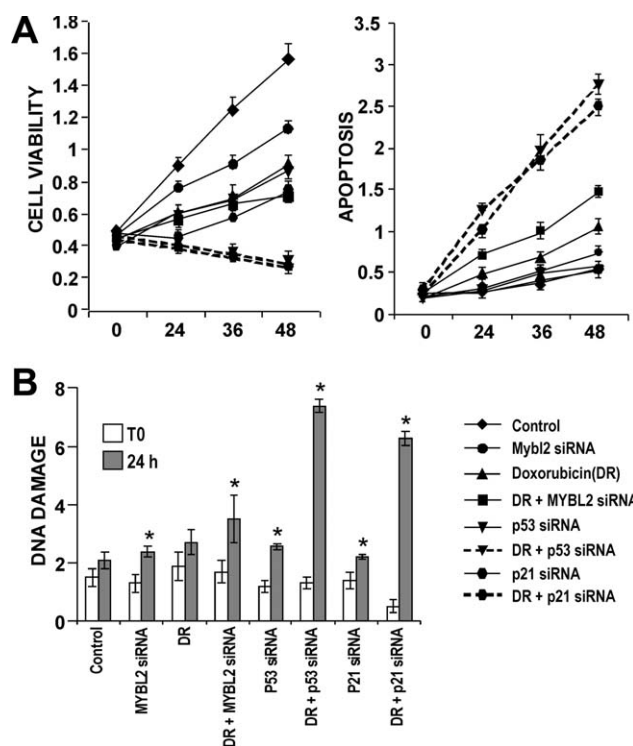 A
CELL VIABILITY
1.8
1.6
1.4
1.2
1
0.8
0.6
0.4
0.2
0
0 24 36 48
APOPTOSIS
3.5
3
2.5
2
1.5
1
0.5
0
0 24 36 48
B
DNA DAMAGE
8
6
4
2
0
T0
24 h
* * * * * *
Control
MYBL2 siRNA
DR
DR + MYBL2 siRNA
P53 siRNA
DR + p53 siRNA
P21 siRNA
DR + p21 siRNA
Control
Mybl2 siRNA
Doxorubicin(DR)
DR + MYBL2 siRNA
p53 siRNA
DR + p53 siRNA
p21 siRNA
DR + p21 siRNA